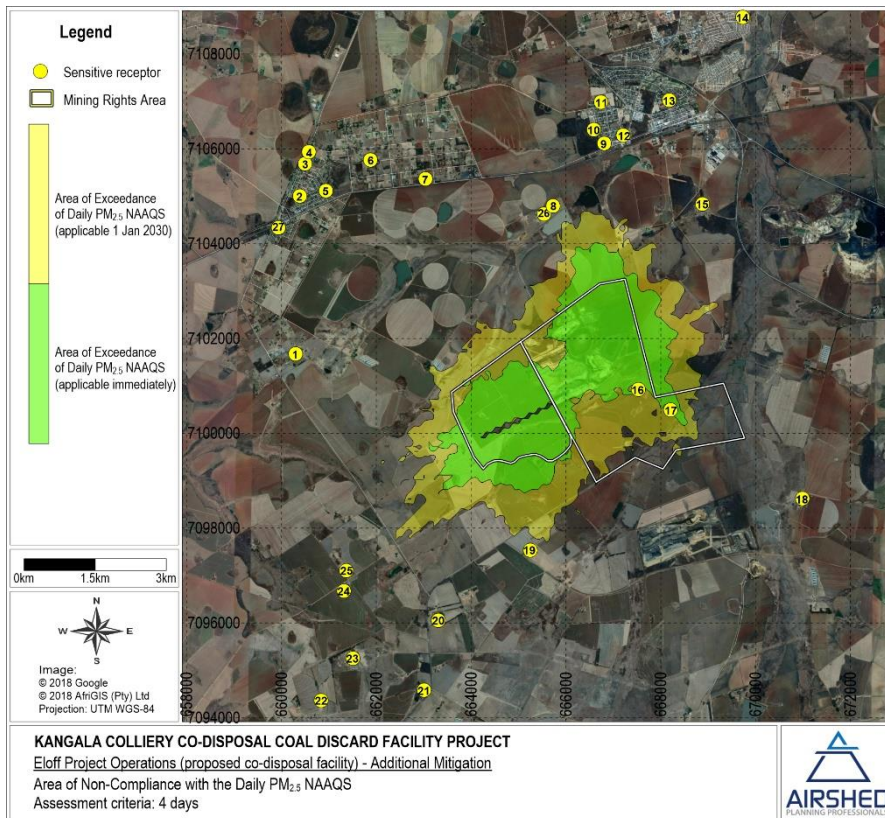 Legend
Sensitive receptor
Mining Rights Area
Area of Exceedance
of Daily PM2.5 NAAQS
(applicable 1 Jan 2030)
Area of Exceedance
of Daily PM2.5 NAAQS
(applicable immediately)
0km 1.5km 3km
N
W E
S
Image:
© 2018 Google
© 2018 AfriGIS (Pty) Ltd
Projection: UTM WGS-84
7108000
7106000
7104000
7102000
7100000
7098000
7096000
7094000
658000
660000
662000
664000
666000
668000
670000
672000
14
11
13
10
12
9
4
3
6
7
2
5
8
26
15
27
1
16
17
18
19
25
24
20
23
21
22
KANGALA COLLIERY CO-DISPOSAL COAL DISCARD FACILITY PROJECT
Eloff Project Operations (proposed co-disposal facility) - Additional Mitigation
Area of Non-Compliance with the Daily PM2.5 NAAQS
Assessment criteria: 4 days
AIRSHED
PLANNING PROFESSIONALS